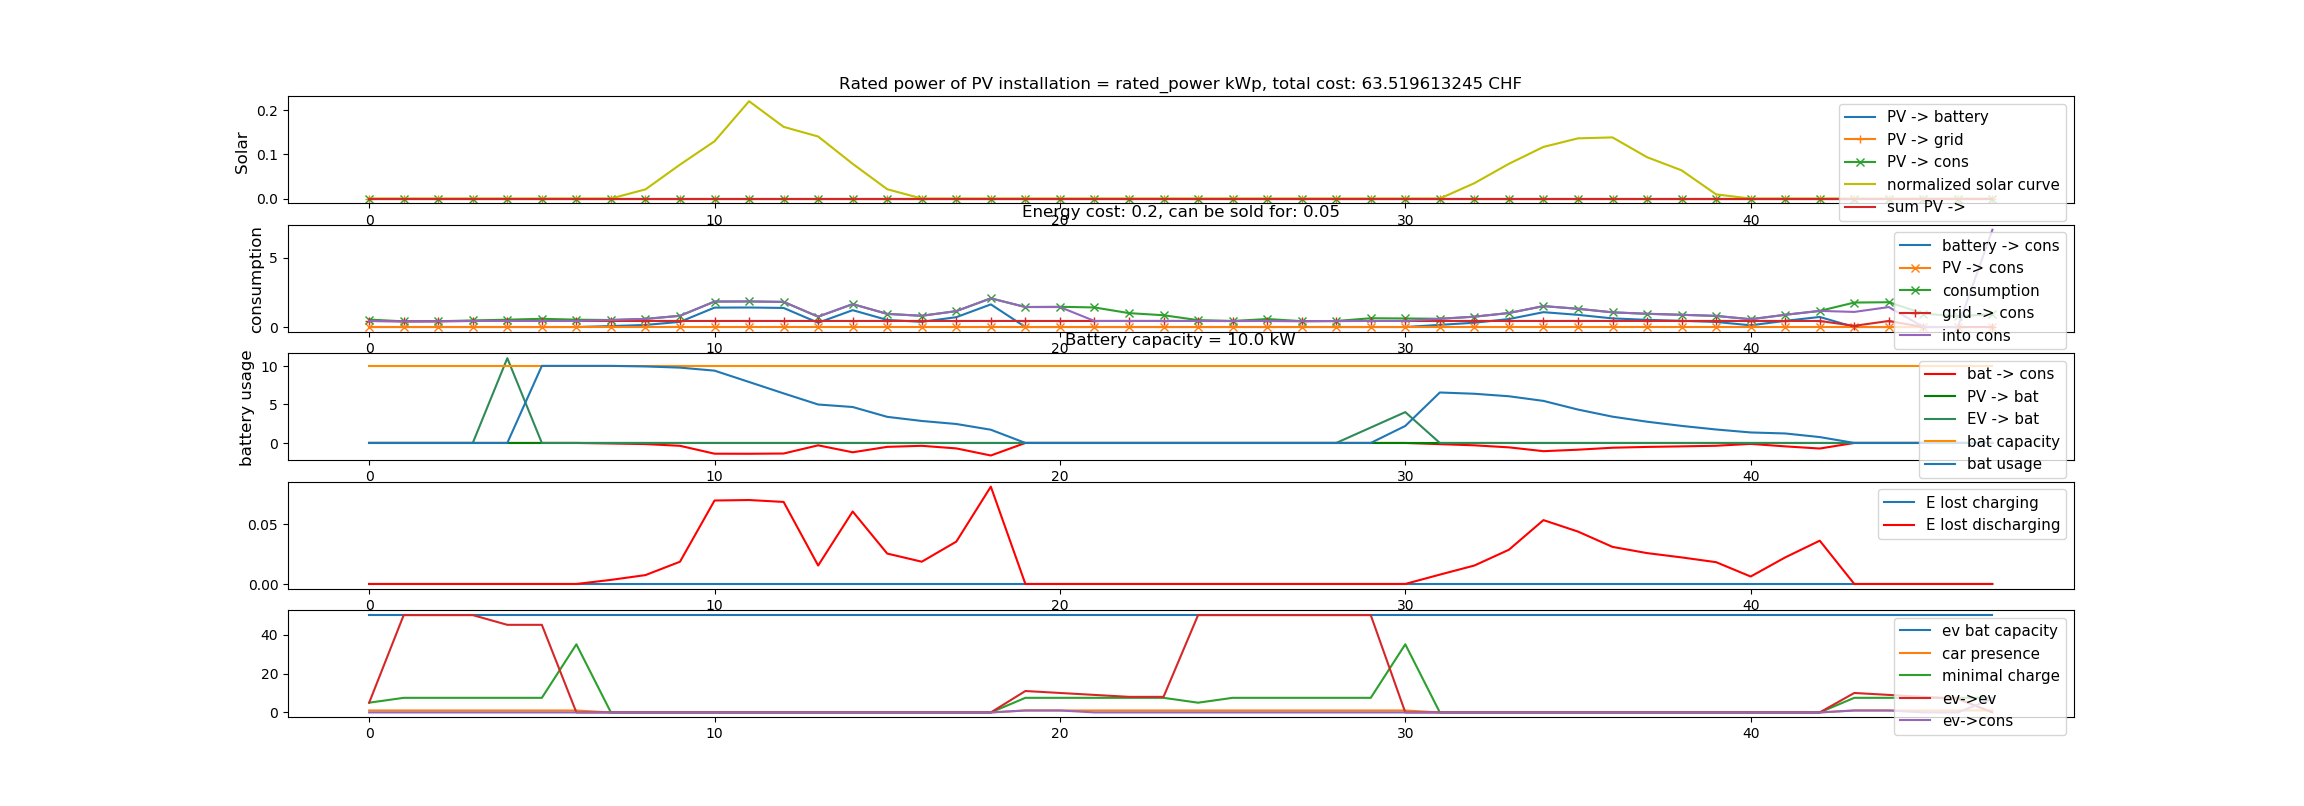 Rated power of PV installation = rated_power kWp, total cost: 63.519613245 CHF
Solar
0.2
0.1
0.0
PV -> battery
PV -> grid
PV -> cons
normalized solar curve
sum PV ->
0 10 20 30 40
Energy cost: 0.2, can be sold for: 0.05
consumption
5
0
battery -> cons
PV -> cons
consumption
grid -> cons
into cons
0 10 20 30 40
Battery capacity = 10.0 kW
battery usage
10
5
0
bat -> cons
PV -> bat
EV -> bat
bat capacity
bat usage
0 10 20 30 40
0.05
0.00
E lost charging
E lost discharging
0 10 20 30 40
40
20
0
ev bat capacity
car presence
minimal charge
ev->ev
ev->cons
0 10 20 30 40